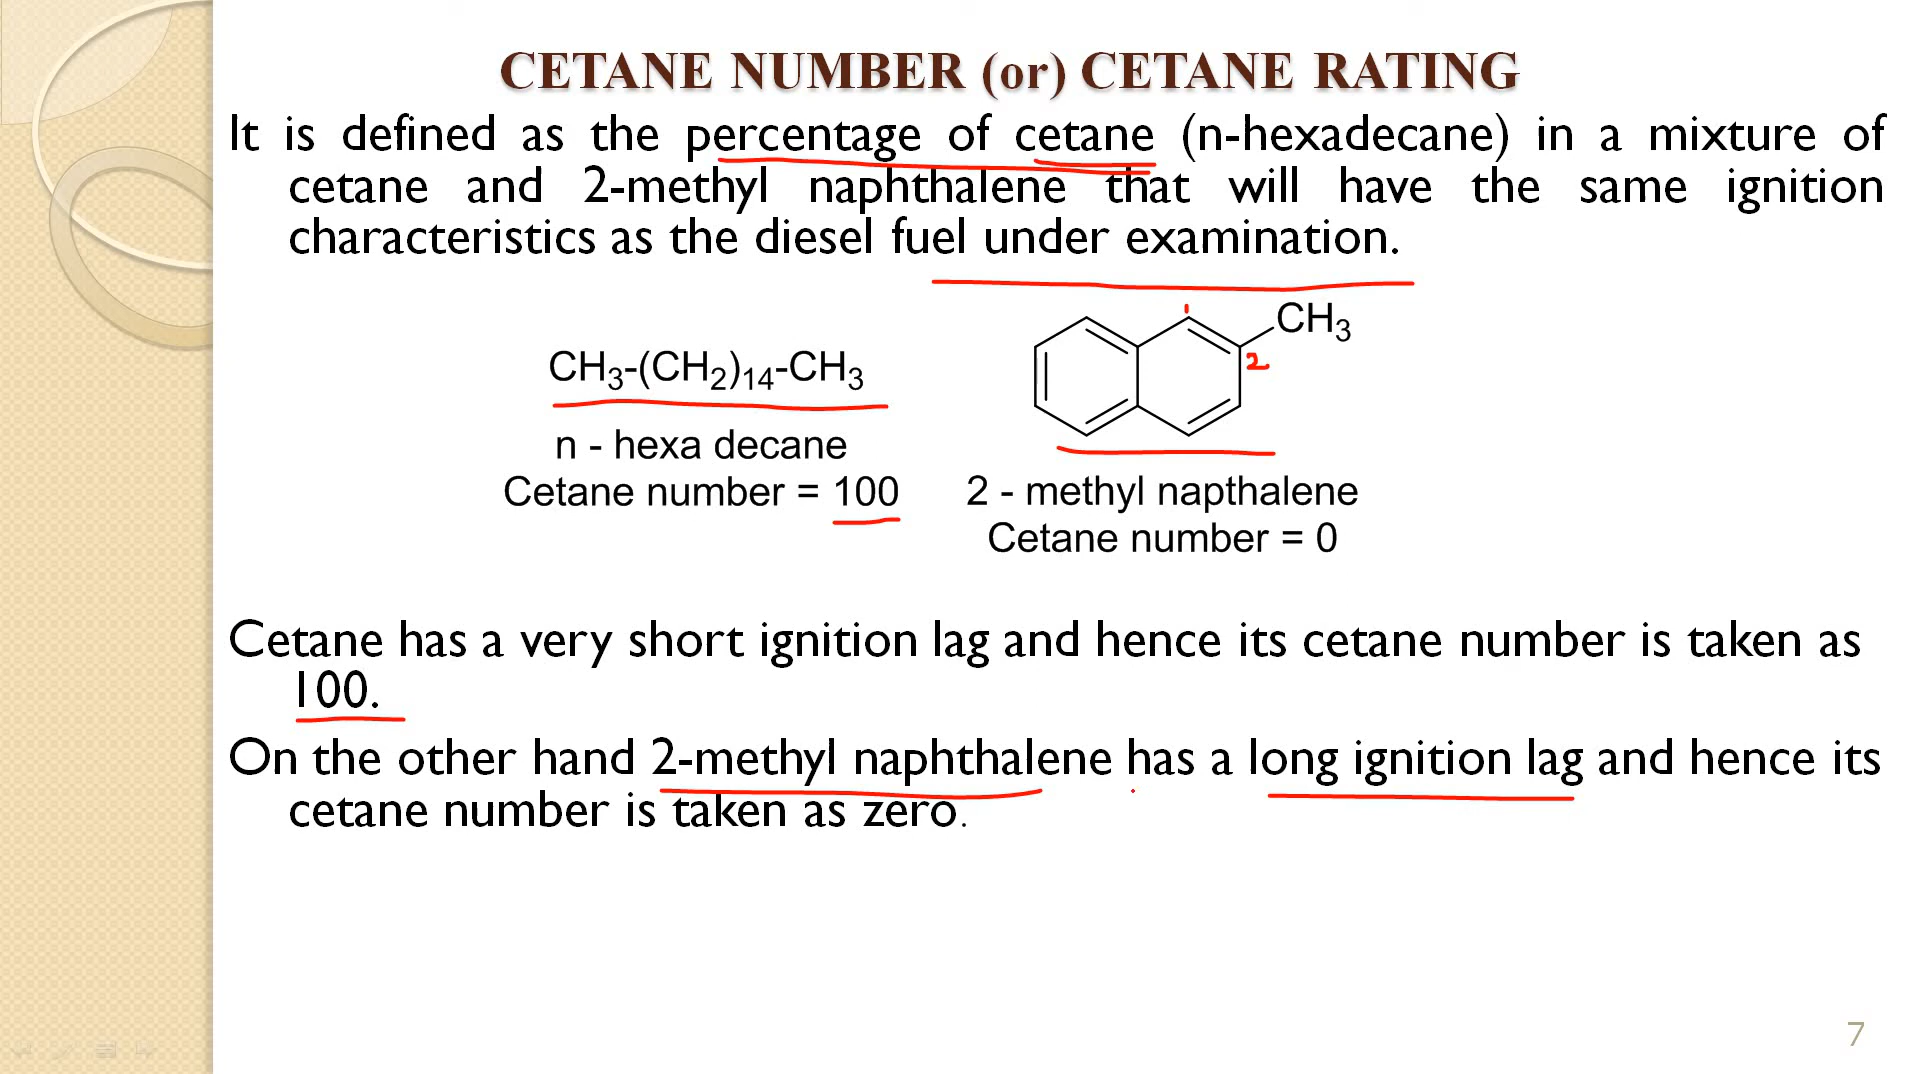 CETANE NUMBER (or) CETANE RATING
It is defined as the percentage of cetane (n-hexadecane) in a mixture of
cetane and 2-methyl naphthalene that will have the same ignition
characteristics as the diesel fuel under examination.
1
CH3
2
CH3-(CH2)14-CH3
n - hexa decane
Cetane number = 100
2 - methyl napthalene
Cetane number = 0
Cetane has a very short ignition lag and hence its cetane number is taken as
100.
On the other hand 2-methyl naphthalene has a long ignition lag and hence its
cetane number is taken as zero.
7